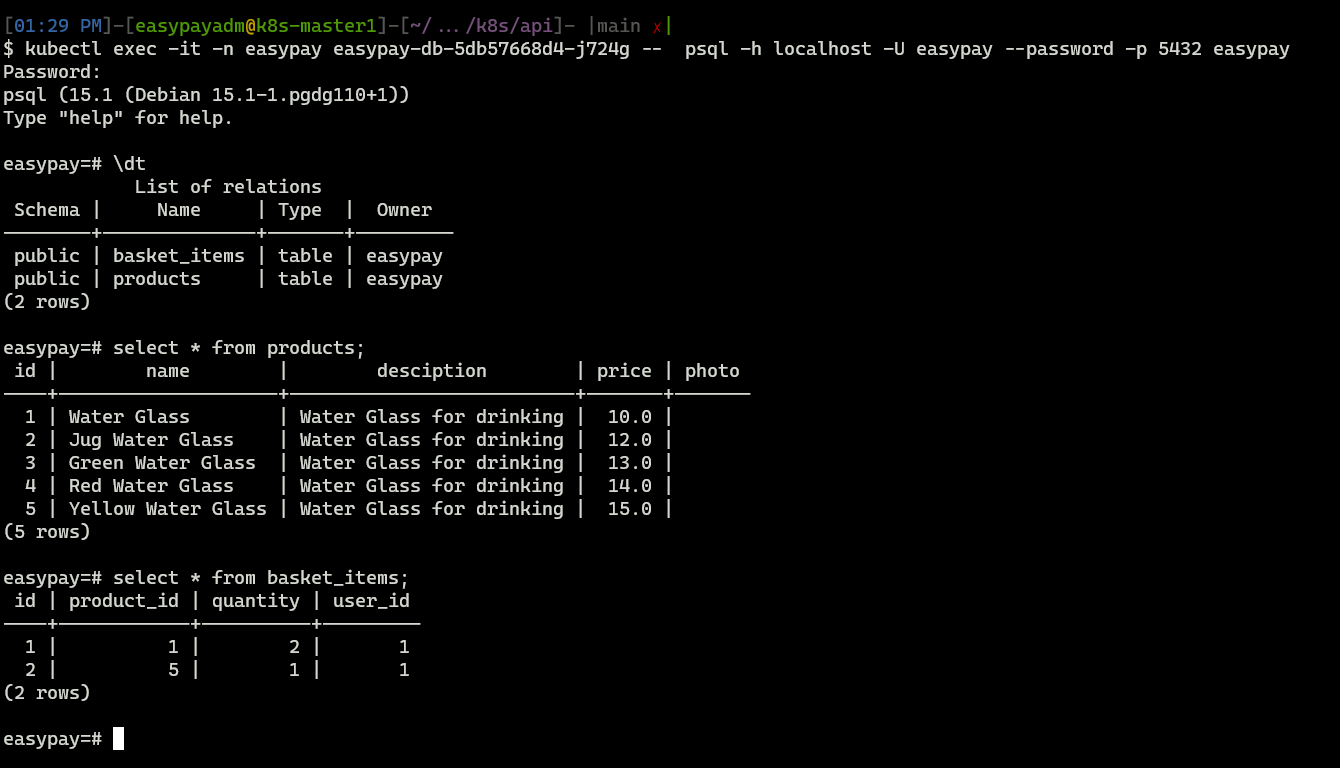 [01:29 PM]-[easypayadm@k8s-master1]-[~/ … /k8s/api]- |main ✗|
$ kubectl exec -it -n easypay easypay-db-5db57668d4-j724g --  psql -h localhost -U easypay --password -p 5432 easypay
Password:
psql (15.1 (Debian 15.1-1.pgdg110+1))
Type "help" for help.

easypay=# \dt
            List of relations
 Schema |     Name     | Type  |  Owner
--------+--------------+-------+---------
 public | basket_items | table | easypay
 public | products     | table | easypay
(2 rows)

easypay=# select * from products;
 id |        name        |        desciption        | price | photo
----+--------------------+--------------------------+-------+-------
  1 | Water Glass        | Water Glass for drinking |  10.0 |
  2 | Jug Water Glass    | Water Glass for drinking |  12.0 |
  3 | Green Water Glass  | Water Glass for drinking |  13.0 |
  4 | Red Water Glass    | Water Glass for drinking |  14.0 |
  5 | Yellow Water Glass | Water Glass for drinking |  15.0 |
(5 rows)

easypay=# select * from basket_items;
 id | product_id | quantity | user_id
----+------------+----------+---------
  1 |          1 |        2 |       1
  2 |          5 |        1 |       1
(2 rows)

easypay=#